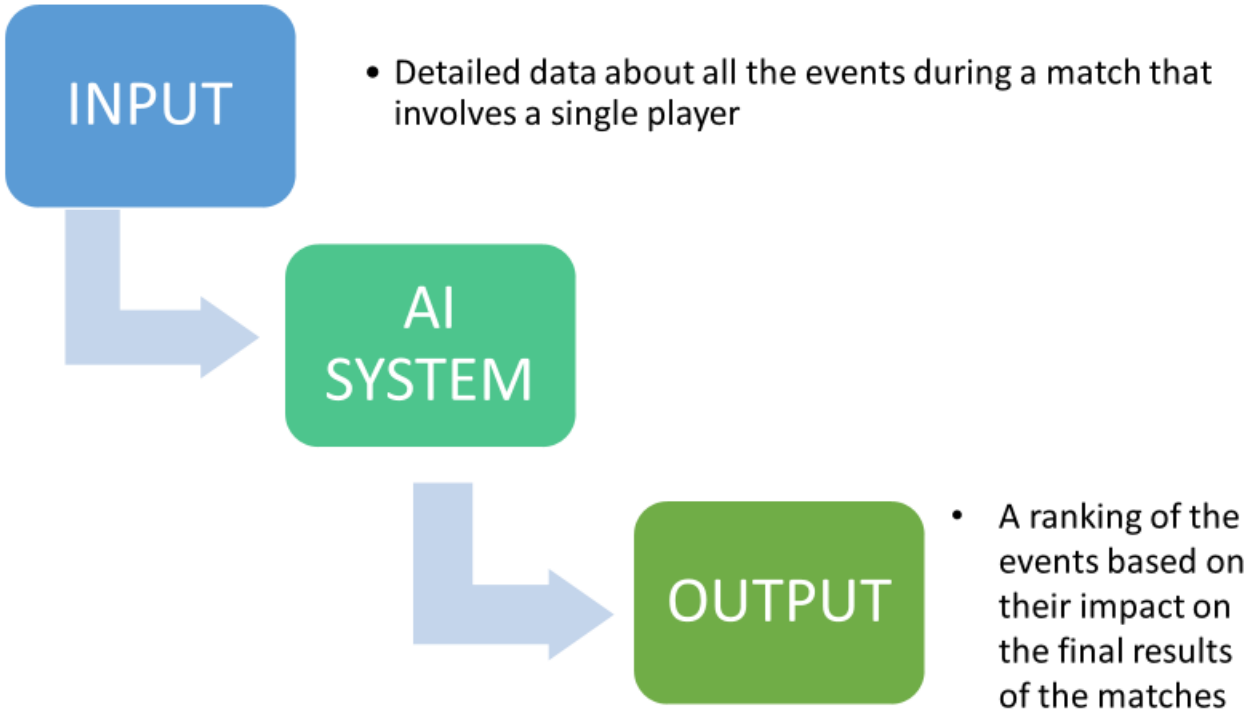 INPUT
• Detailed data about all the events during a match that
involves a single player
AI
SYSTEM
OUTPUT
• A ranking of the
events based on
their impact on
the final results
of the matches